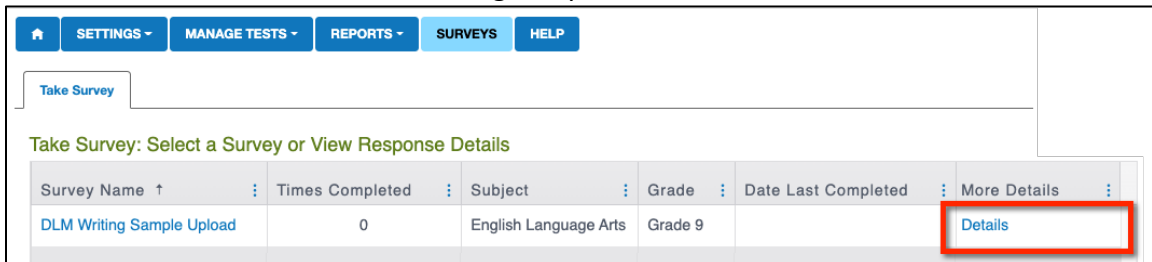 SETTINGS MANAGE TESTS REPORTS SURVEYS HELP
Take Survey
Take Survey: Select a Survey or View Response Details
Survey Name ↑ Times Completed Subject Grade Date Last Completed More Details
DLM Writing Sample Upload 0 English Language Arts Grade 9 Details